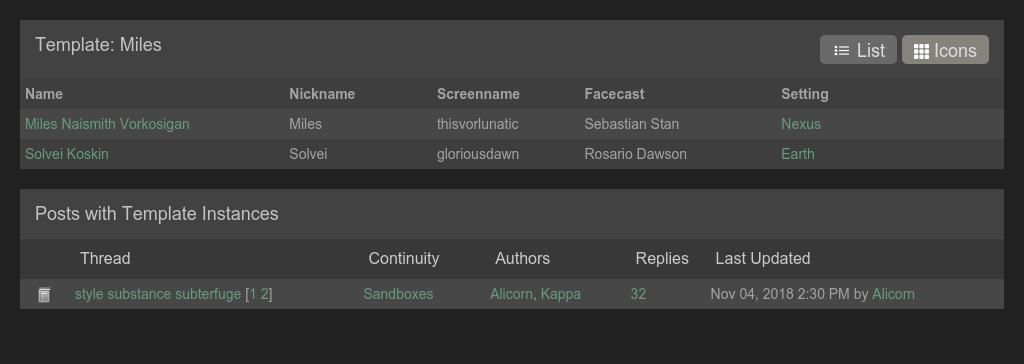 Template: Miles
List Icons
Name Nickname Screenname Facecast Setting
Miles Naismith Vorkosigan Miles thisvorlunatic Sebastian Stan Nexus
Solvei Koskin Solvei gloriousdawn Rosario Dawson Earth
Posts with Template Instances
Thread Continuity Authors Replies Last Updated
style substance subterfuge [1 2] Sandboxes Alicorn, Kappa 32 Nov 04, 2018 2:30 PM by Alicorn